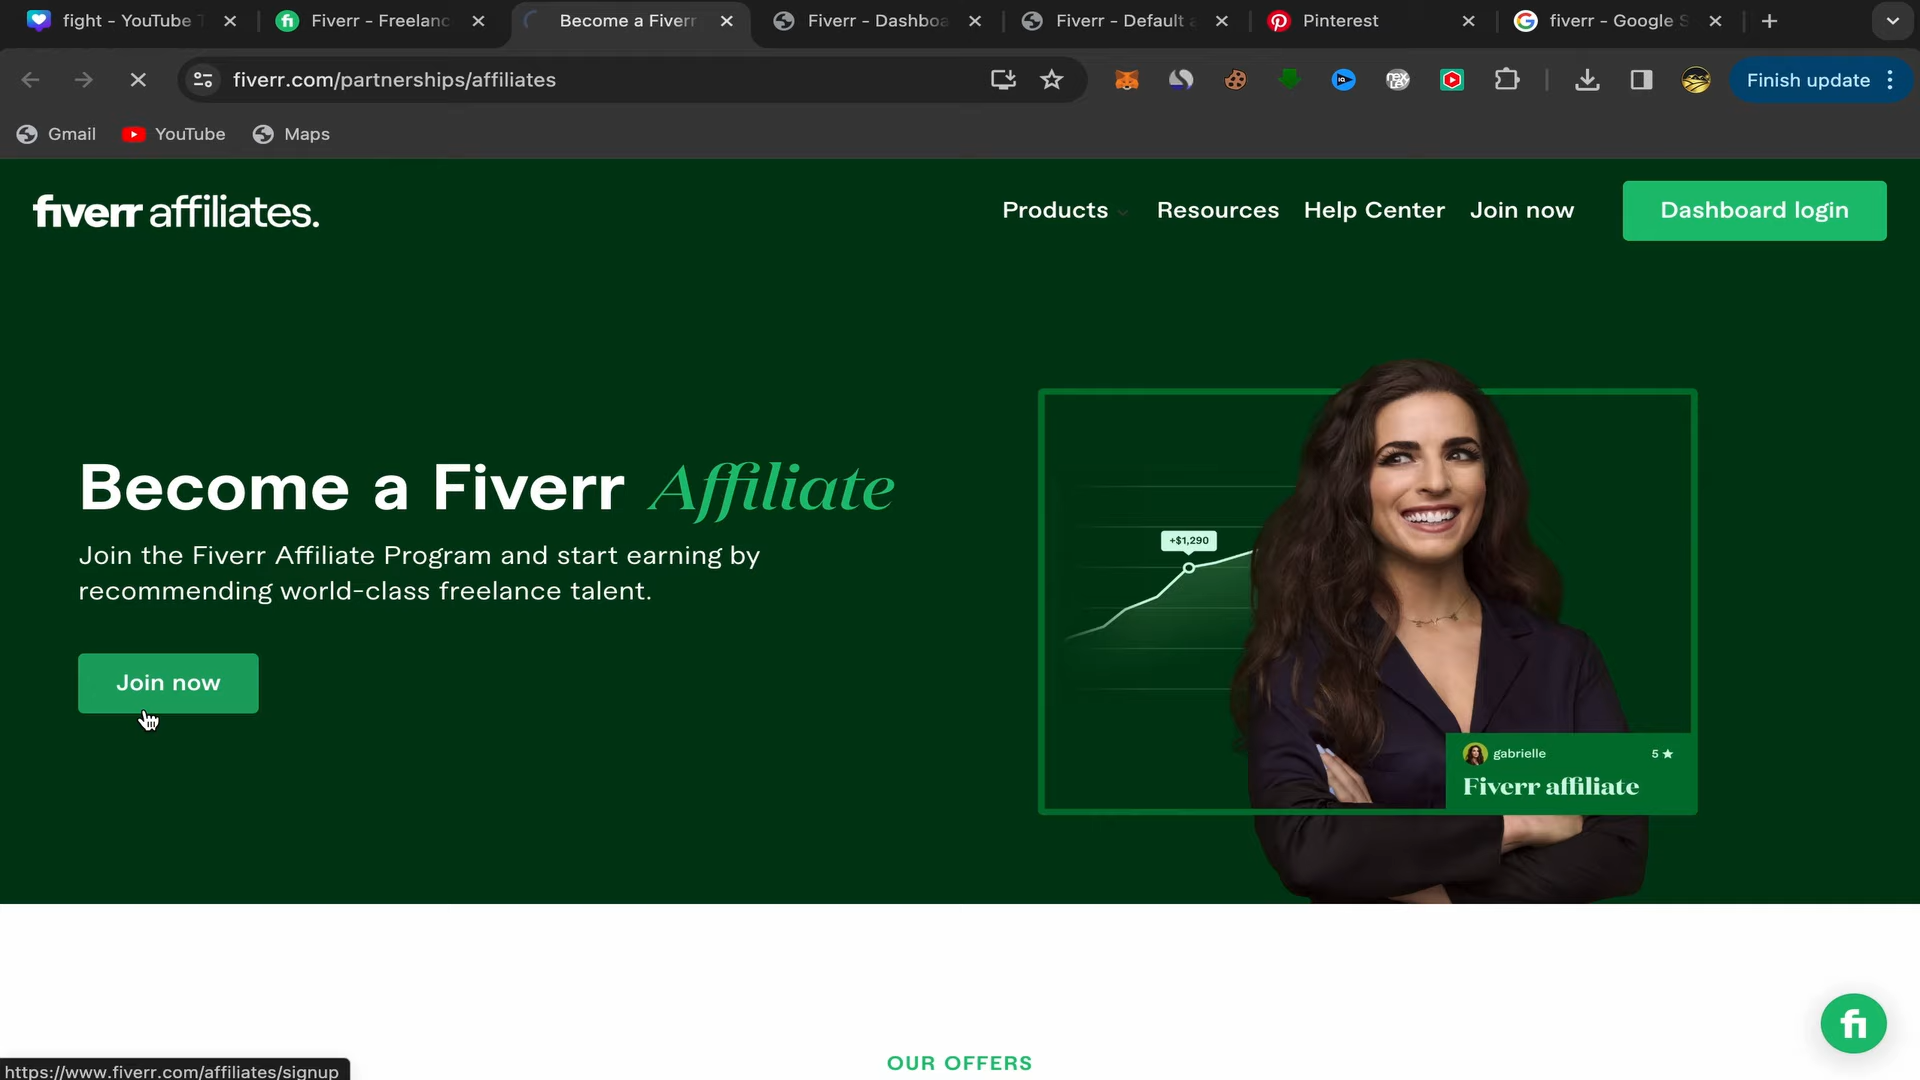 fight - YouTube T
Fiverr - Freelanc
Become a Fiverr
Fiverr - Dashboa
Fiverr - Default a
Pinterest
fiverr - Google S
fiverr.com/partnerships/affiliates
Finish update
Gmail
YouTube
Maps
fiverr affiliates.
Products
Resources
Help Center
Join now
Dashboard login
Become a Fiverr Affiliate
Join the Fiverr Affiliate Program and start earning by
recommending world-class freelance talent.
Join now
+$1,290
gabrielle
5 ★
Fiverr affiliate
fi
OUR OFFERS
https://www.fiverr.com/affiliates/signup